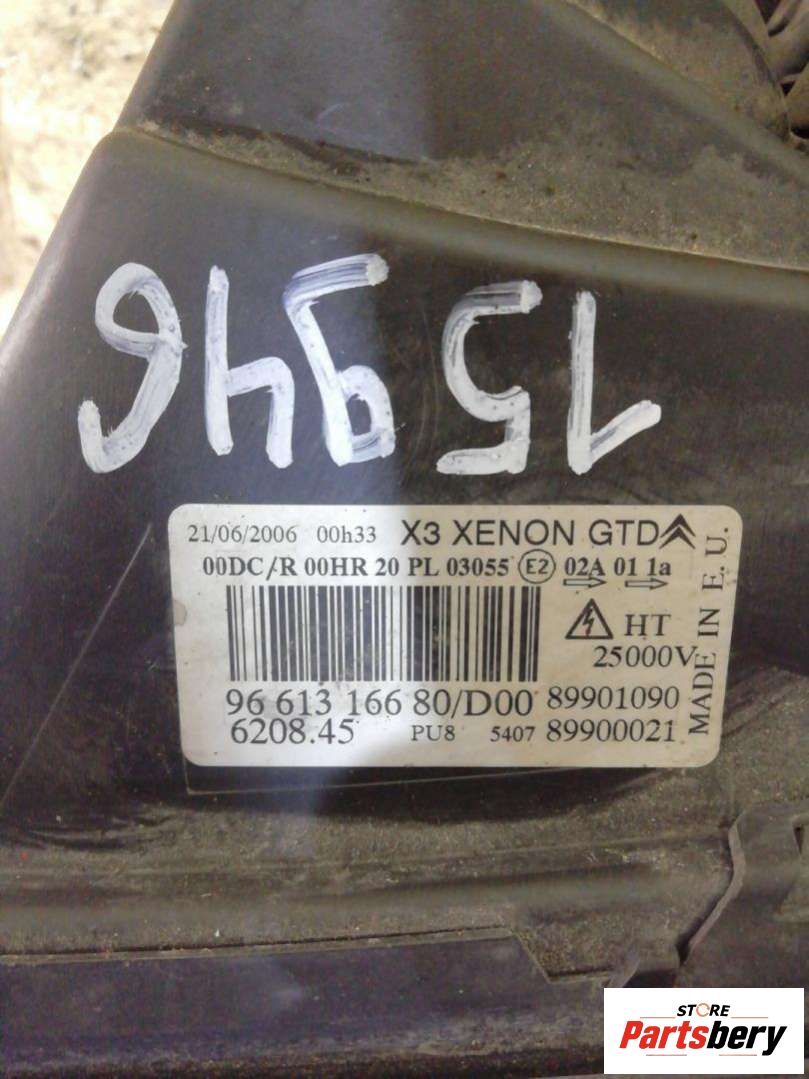 15946
21/06/2006 00h33 X3 XENON GTD
00DC/R 00HR 20 PL 03055 E2 02A 01 1a
HT
25000V
MADE IN E. U.
96 613 166 80/D00 89901090
6208.45 PU8 5407 89900021
STORE
Partsbery